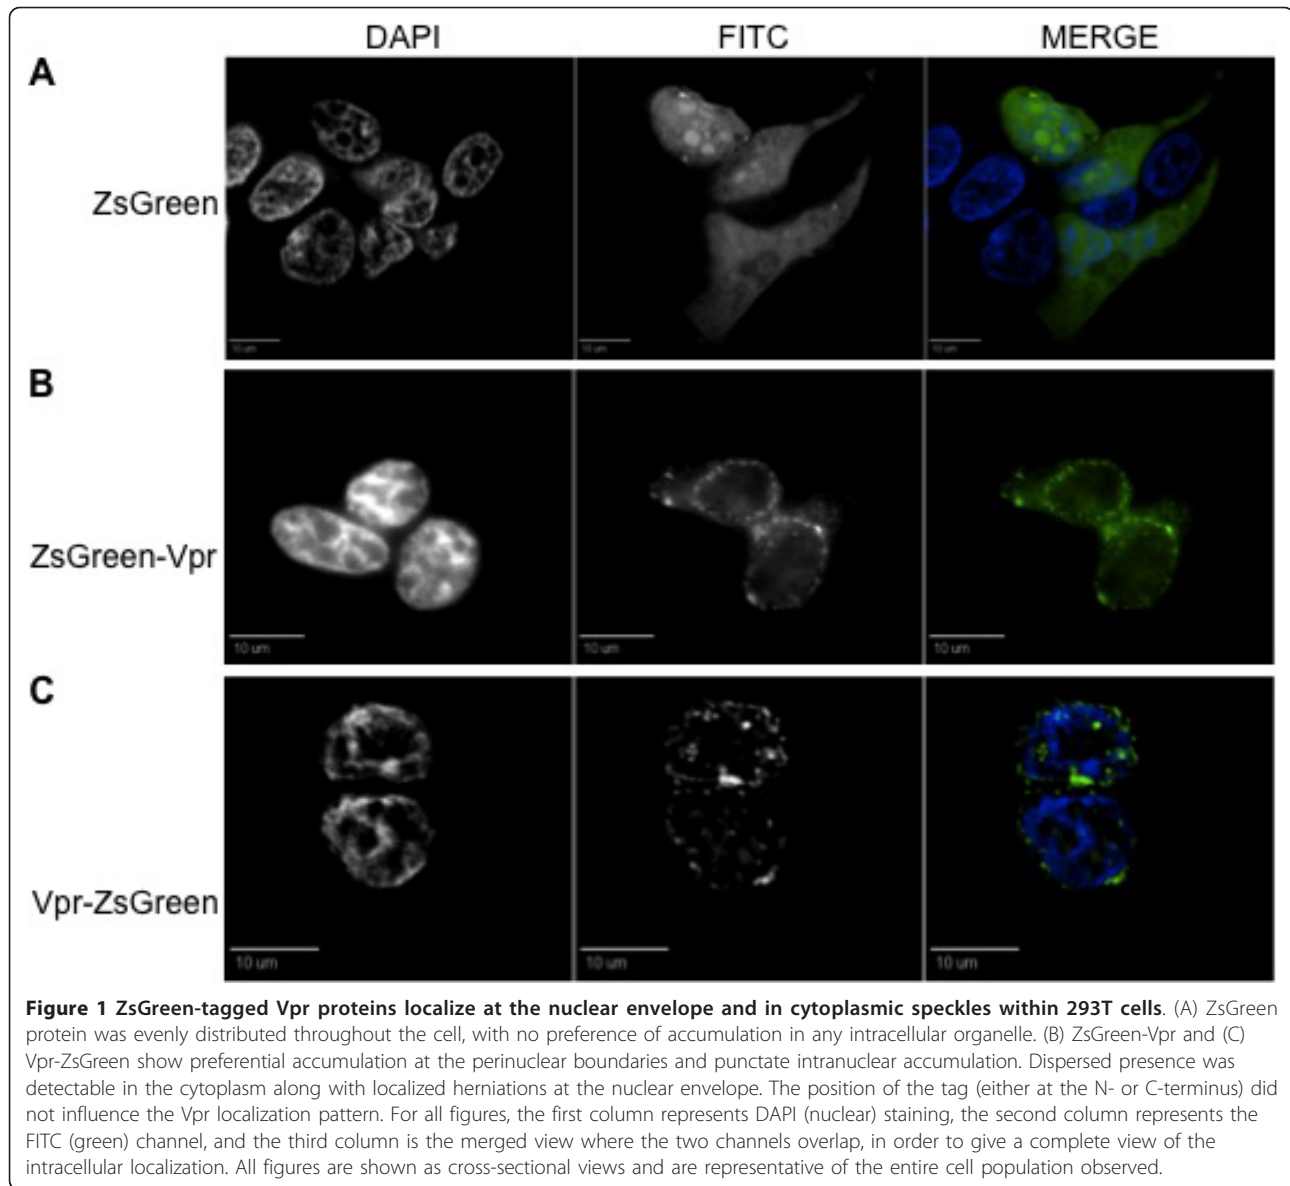 DAPI FITC MERGE
A
ZsGreen
10 um 10 um 10 um
B
ZsGreen-Vpr
10 um 10 um 10 um
C
Vpr-ZsGreen
10 um 10 um 10 um
Figure 1 ZsGreen-tagged Vpr proteins localize at the nuclear envelope and in cytoplasmic speckles within 293T cells. (A) ZsGreen
protein was evenly distributed throughout the cell, with no preference of accumulation in any intracellular organelle. (B) ZsGreen-Vpr and (C)
Vpr-ZsGreen show preferential accumulation at the perinuclear boundaries and punctate intranuclear accumulation. Dispersed presence was
detectable in the cytoplasm along with localized herniations at the nuclear envelope. The position of the tag (either at the N- or C-terminus) did
not influence the Vpr localization pattern. For all figures, the first column represents DAPI (nuclear) staining, the second column represents the
FITC (green) channel, and the third column is the merged view where the two channels overlap, in order to give a complete view of the
intracellular localization. All figures are shown as cross-sectional views and are representative of the entire cell population observed.